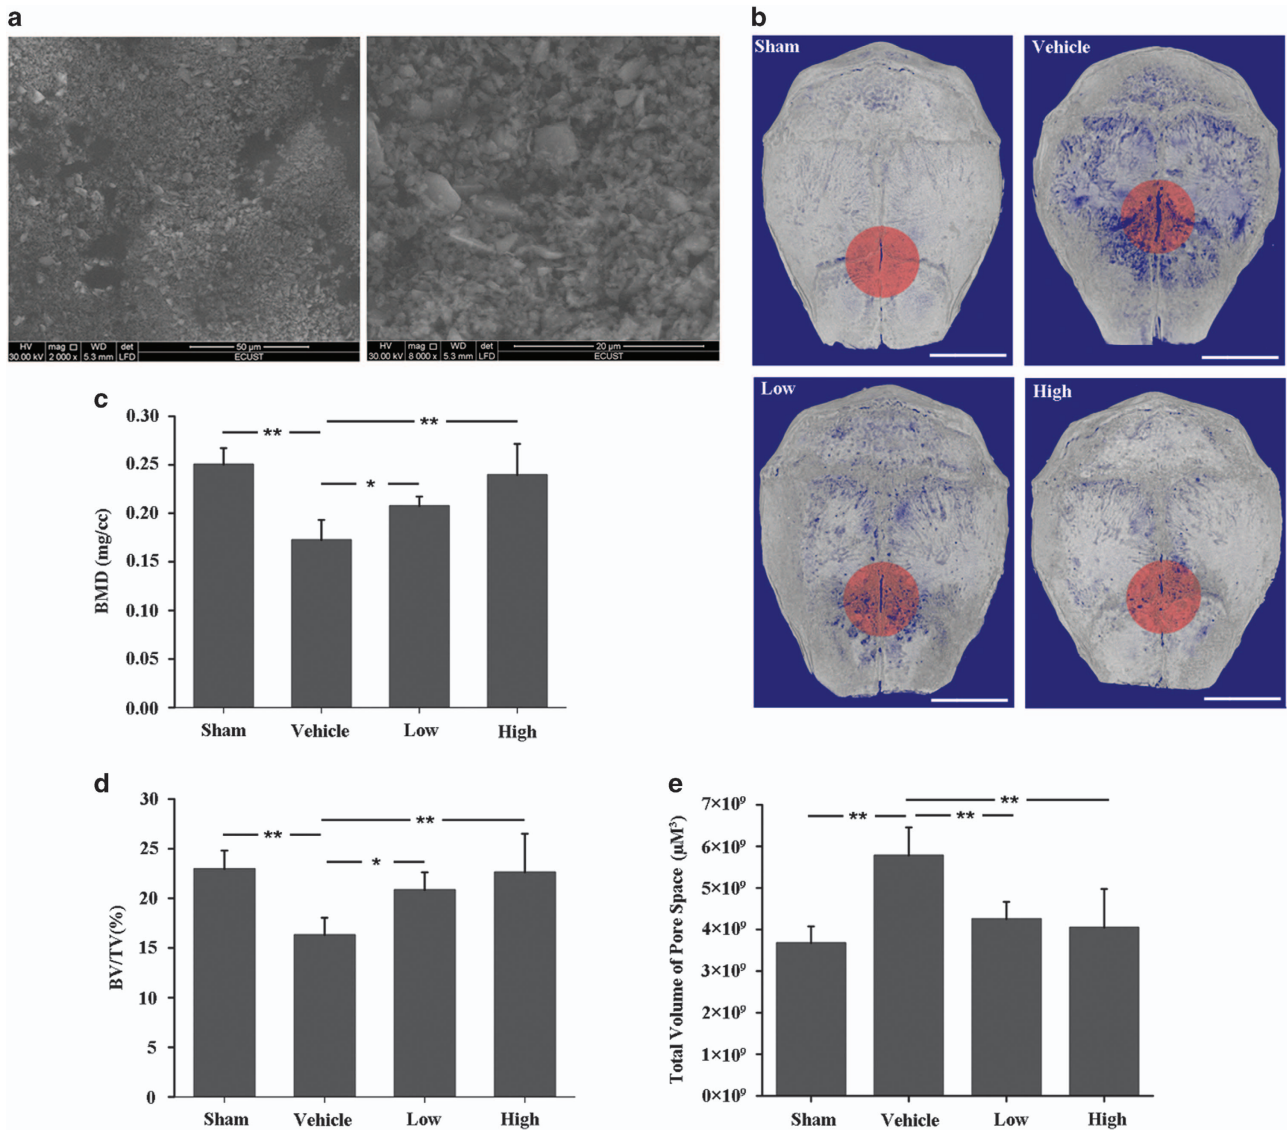 a
HV mag □ WD det 50 µm
30.00 kV 2 000 x 5.3 mm LFD ECUST
HV mag □ WD det 20 µm
30.00 kV 8 000 x 5.3 mm LFD ECUST
b
Sham
Vehicle
Low
High
c
BMD (mg/cc)
0.30
0.25
0.20
0.15
0.10
0.05
0.00
**
**
*
Sham Vehicle Low High
d
BV/TV(%)
30
25
20
15
10
5
0
**
**
*
Sham Vehicle Low High
e
Total Volume of Pore Space (µM³)
7×10⁹
6×10⁹
5×10⁹
4×10⁹
3×10⁹
2×10⁹
1×10⁹
0×10⁹
**
** **
Sham Vehicle Low High